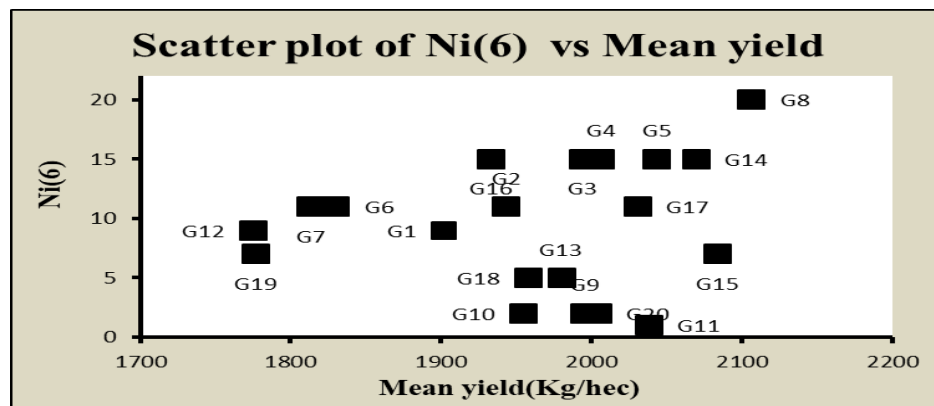 Scatter plot of Ni(6) vs Mean yield
20
G8
G4 G5
15
G14
G2
G16 G3
Ni(6)
10
G12 G7 G6 G1 G17
G19
G13
5
G18 G9 G15
G10 G20 G11
0
1700 1800 1900 2000 2100 2200
Mean yield(Kg/hec)